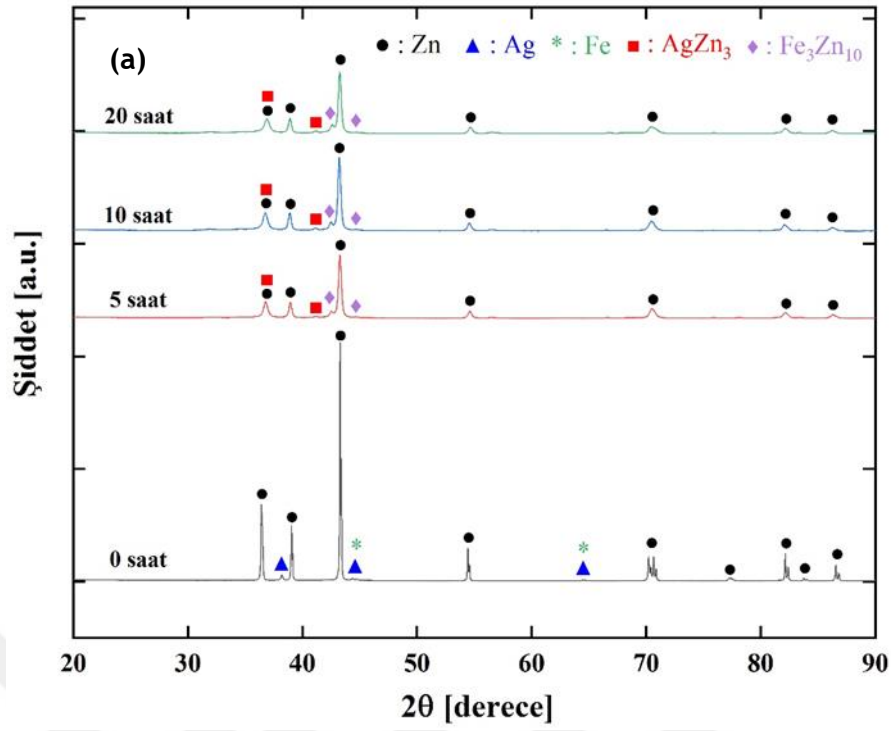 (a)
● : Zn ▲ : Ag * : Fe ■ : AgZn₃ ♦ : Fe₃Zn₁₀
20 saat
10 saat
5 saat
0 saat
Şiddet [a.u.]
20 30 40 50 60 70 80 90
2θ [derece]